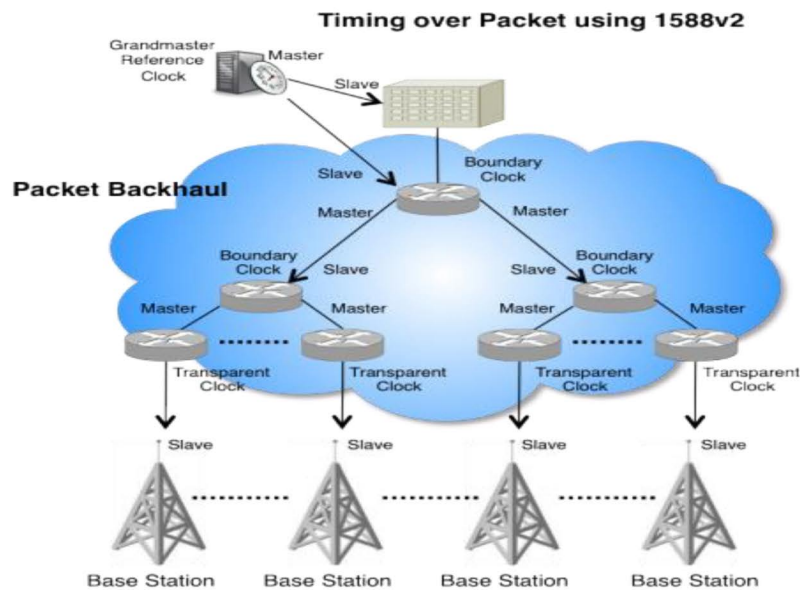 Timing over Packet using 1588v2
Grandmaster
Reference
Clock
Master
Slave
Packet Backhaul
Slave
Boundary
Clock
Master
Master
Boundary
Clock
Slave
Slave
Boundary
Clock
Master
Master
Master
Master
Transparent
Clock
Transparent
Clock
Transparent
Clock
Transparent
Clock
Slave
Slave
Slave
Slave
Base Station
Base Station
Base Station
Base Station